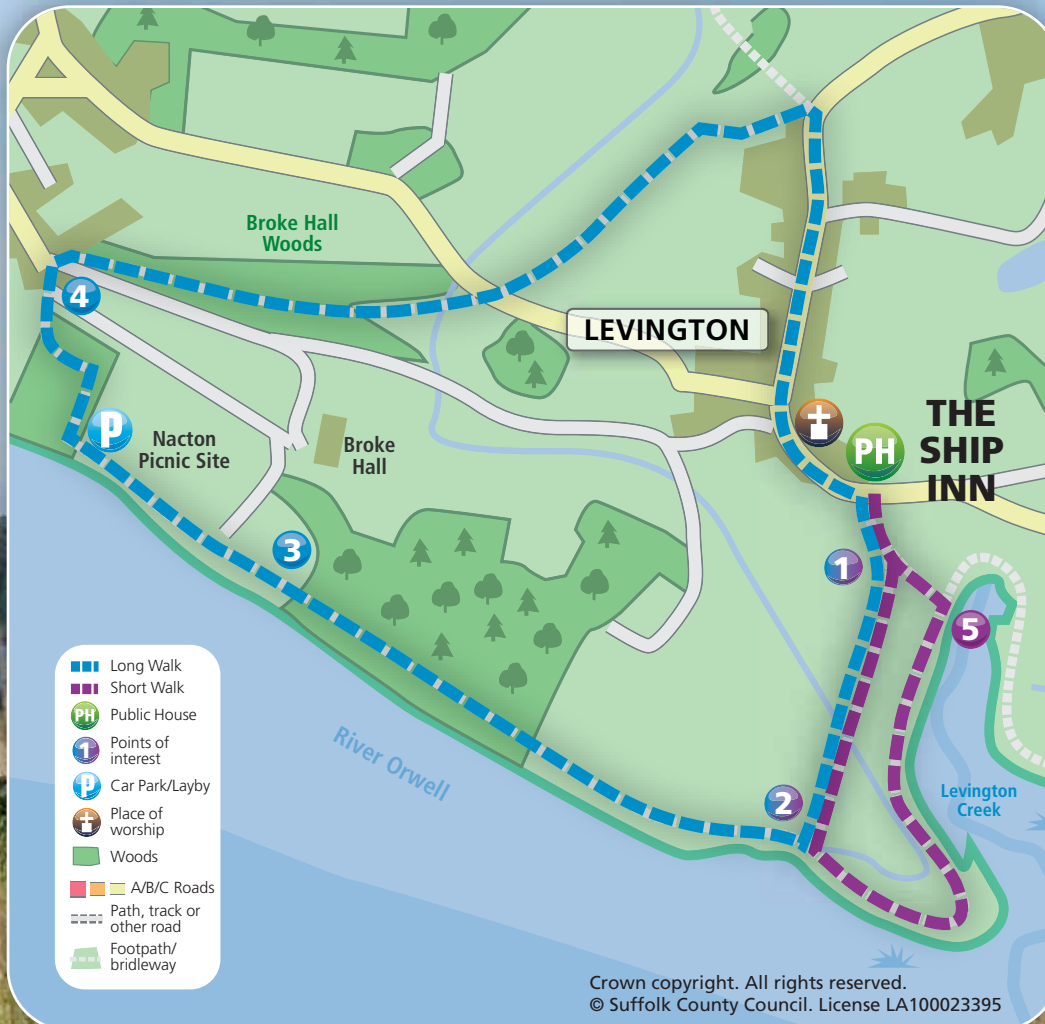 Broke Hall
Woods
4
LEVINGTON
THE
SHIP
INN
PH
P
Nacton
Picnic Site
Broke
Hall
3
1
5
River Orwell
2
Levington
Creek
Long Walk
Short Walk
PH
Public House
1
Points of
interest
P
Car Park/Layby
Place of
worship
Woods
A/B/C Roads
Path, track or
other road
Footpath/
bridleway
Crown copyright. All rights reserved.
© Suffolk County Council. License LA100023395